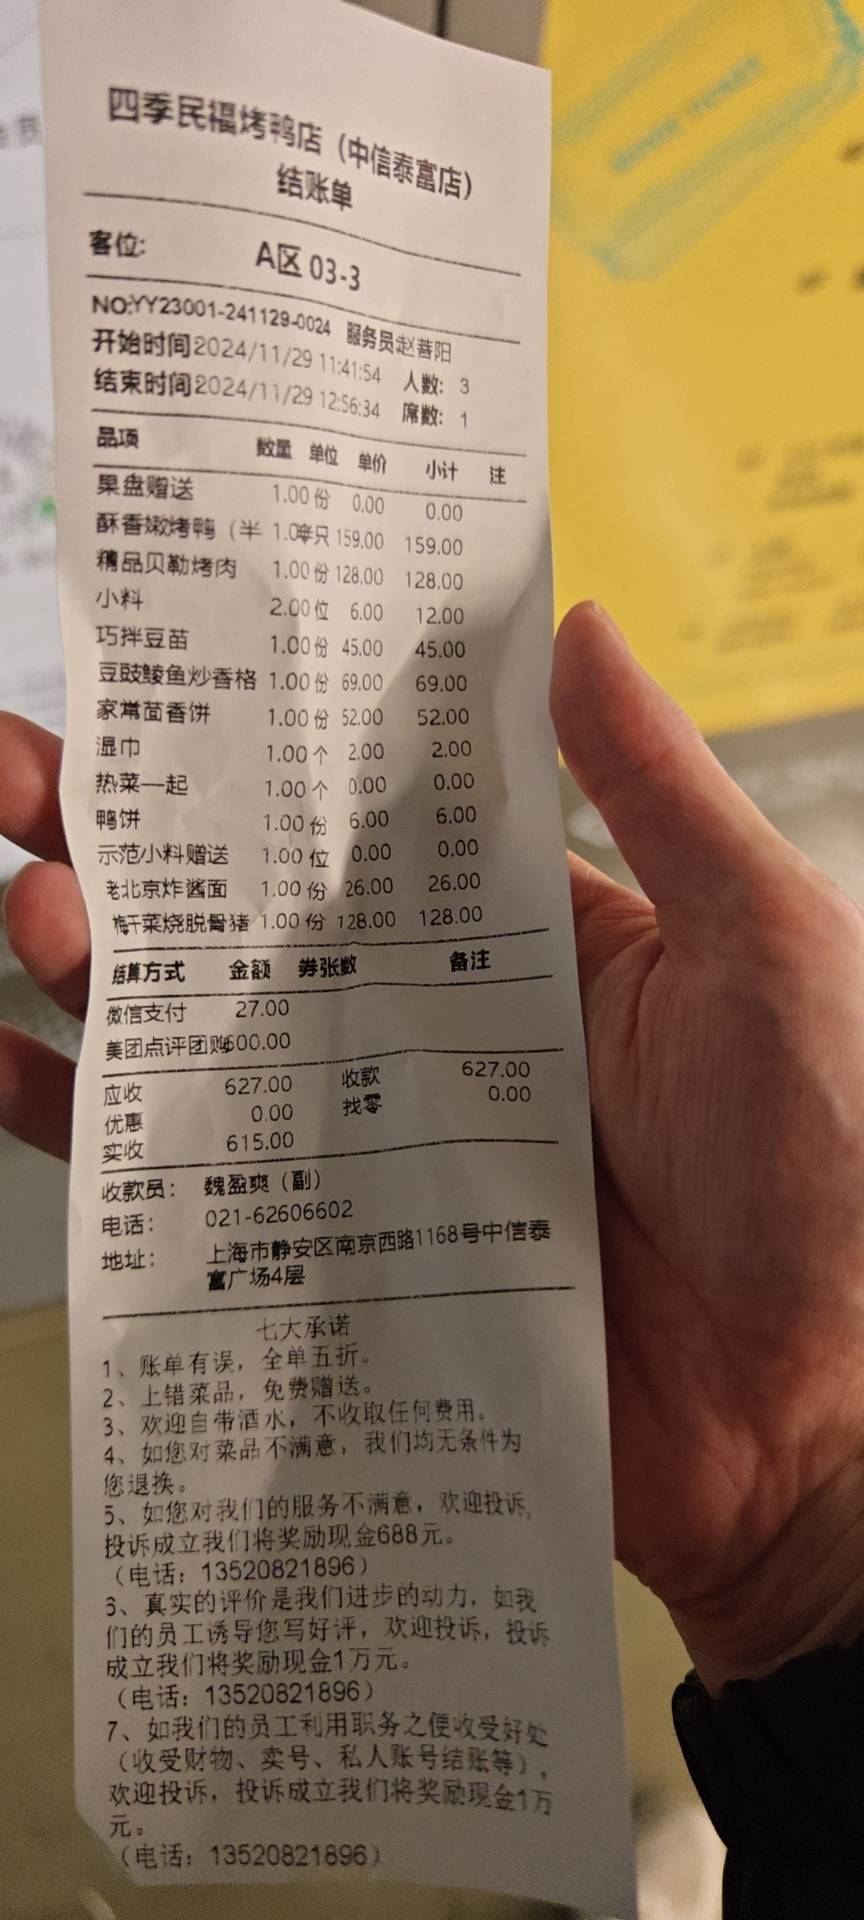 四季民福烤鸭店（中信泰富店）
结账单
客位: A区 03-3
NO:YY23001-241129-0024 服务员赵蕃阳
开始时间2024/11/29 11:41:54 人数: 3
结束时间2024/11/29 12:56:34 席数: 1
品项 数量 单位 单价 小计 注
果盘赠送 1.00 份 0.00 0.00
酥香嫩烤鸭（半 1.00 半只 159.00 159.00
精品贝勒烤肉 1.00 份 128.00 128.00
小料 2.00 位 6.00 12.00
巧拌豆苗 1.00 份 45.00 45.00
豆豉鲮鱼炒香格 1.00 份 69.00 69.00
家常茴香饼 1.00 份 52.00 52.00
湿巾 1.00 个 2.00 2.00
热菜一起 1.00 个 0.00 0.00
鸭饼 1.00 份 6.00 6.00
示范小料赠送 1.00 位 0.00 0.00
老北京炸酱面 1.00 份 26.00 26.00
梅干菜烧脱骨猪 1.00 份 128.00 128.00
结算方式 金额 券张数 备注
微信支付 27.00
美团点评团购600.00
应收 627.00 收款 627.00
优惠 0.00 找零 0.00
实收 615.00
收款员: 魏盈爽（副）
电话: 021-62606602
地址: 上海市静安区南京西路1168号中信泰
富广场4层
七大承诺
1、账单有误，全单五折。
2、上错菜品，免费赠送。
3、欢迎自带酒水，不收取任何费用。
4、如您对菜品不满意，我们均无条件为
您退换。
5、如您对我们的服务不满意，欢迎投诉，
投诉成立我们将奖励现金688元。
（电话：13520821896）
6、真实的评价是我们进步的动力，如我
们的员工诱导您写好评，欢迎投诉，投诉
成立我们将奖励现金1万元。
（电话：13520821896）
7、如我们的员工利用职务之便收受好处
（收受财物、卖号、私人账号结账等），
欢迎投诉，投诉成立我们将奖励现金1万
元。
（电话：13520821896）